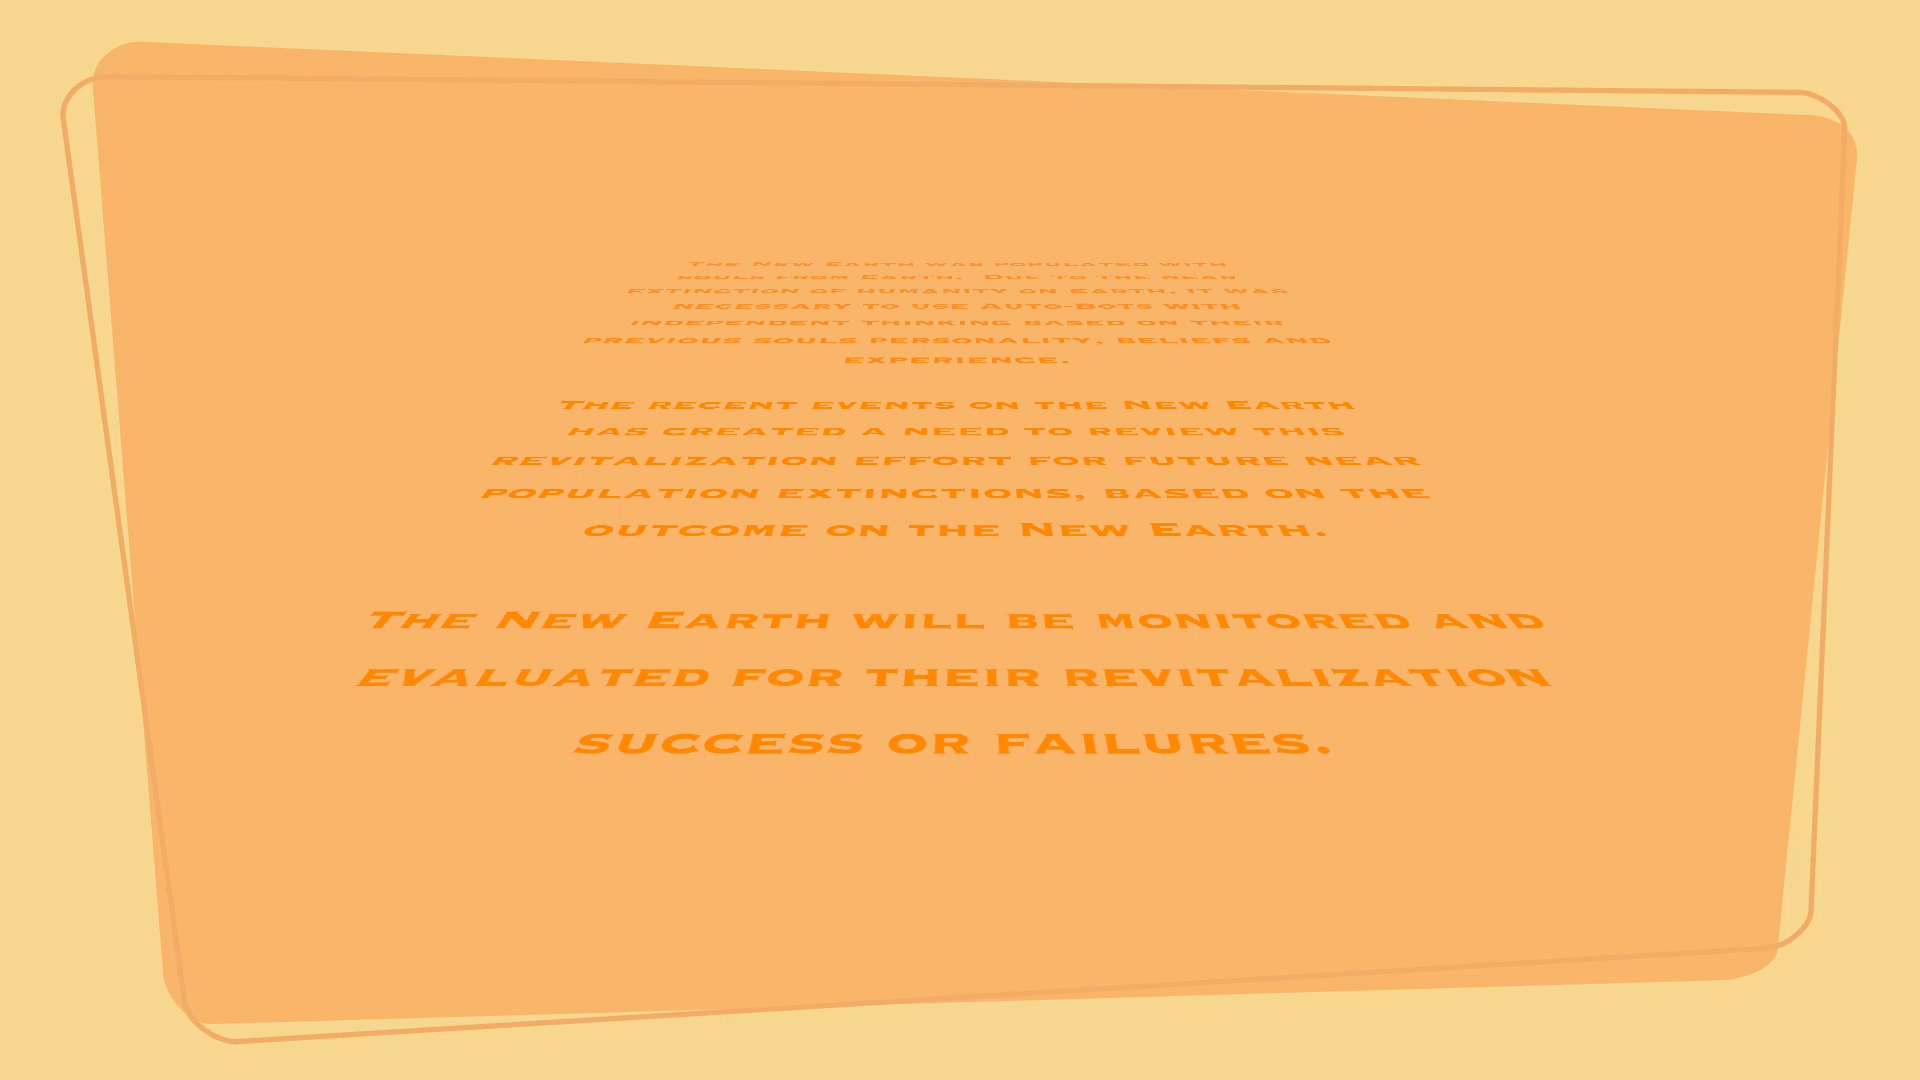 The New Earth was populated with
souls from Earth.  Due to the near
extinction of humanity on Earth, it was
necessary to use Auto-Bots with
independent thinking based on their
previous souls personality, beliefs and
experience.
The recent events on the New Earth
has created a need to review this
revitalization effort for future near
population extinctions, based on the
outcome on the New Earth.
The New Earth will be monitored and
evaluated for their revitalization
success or failures.